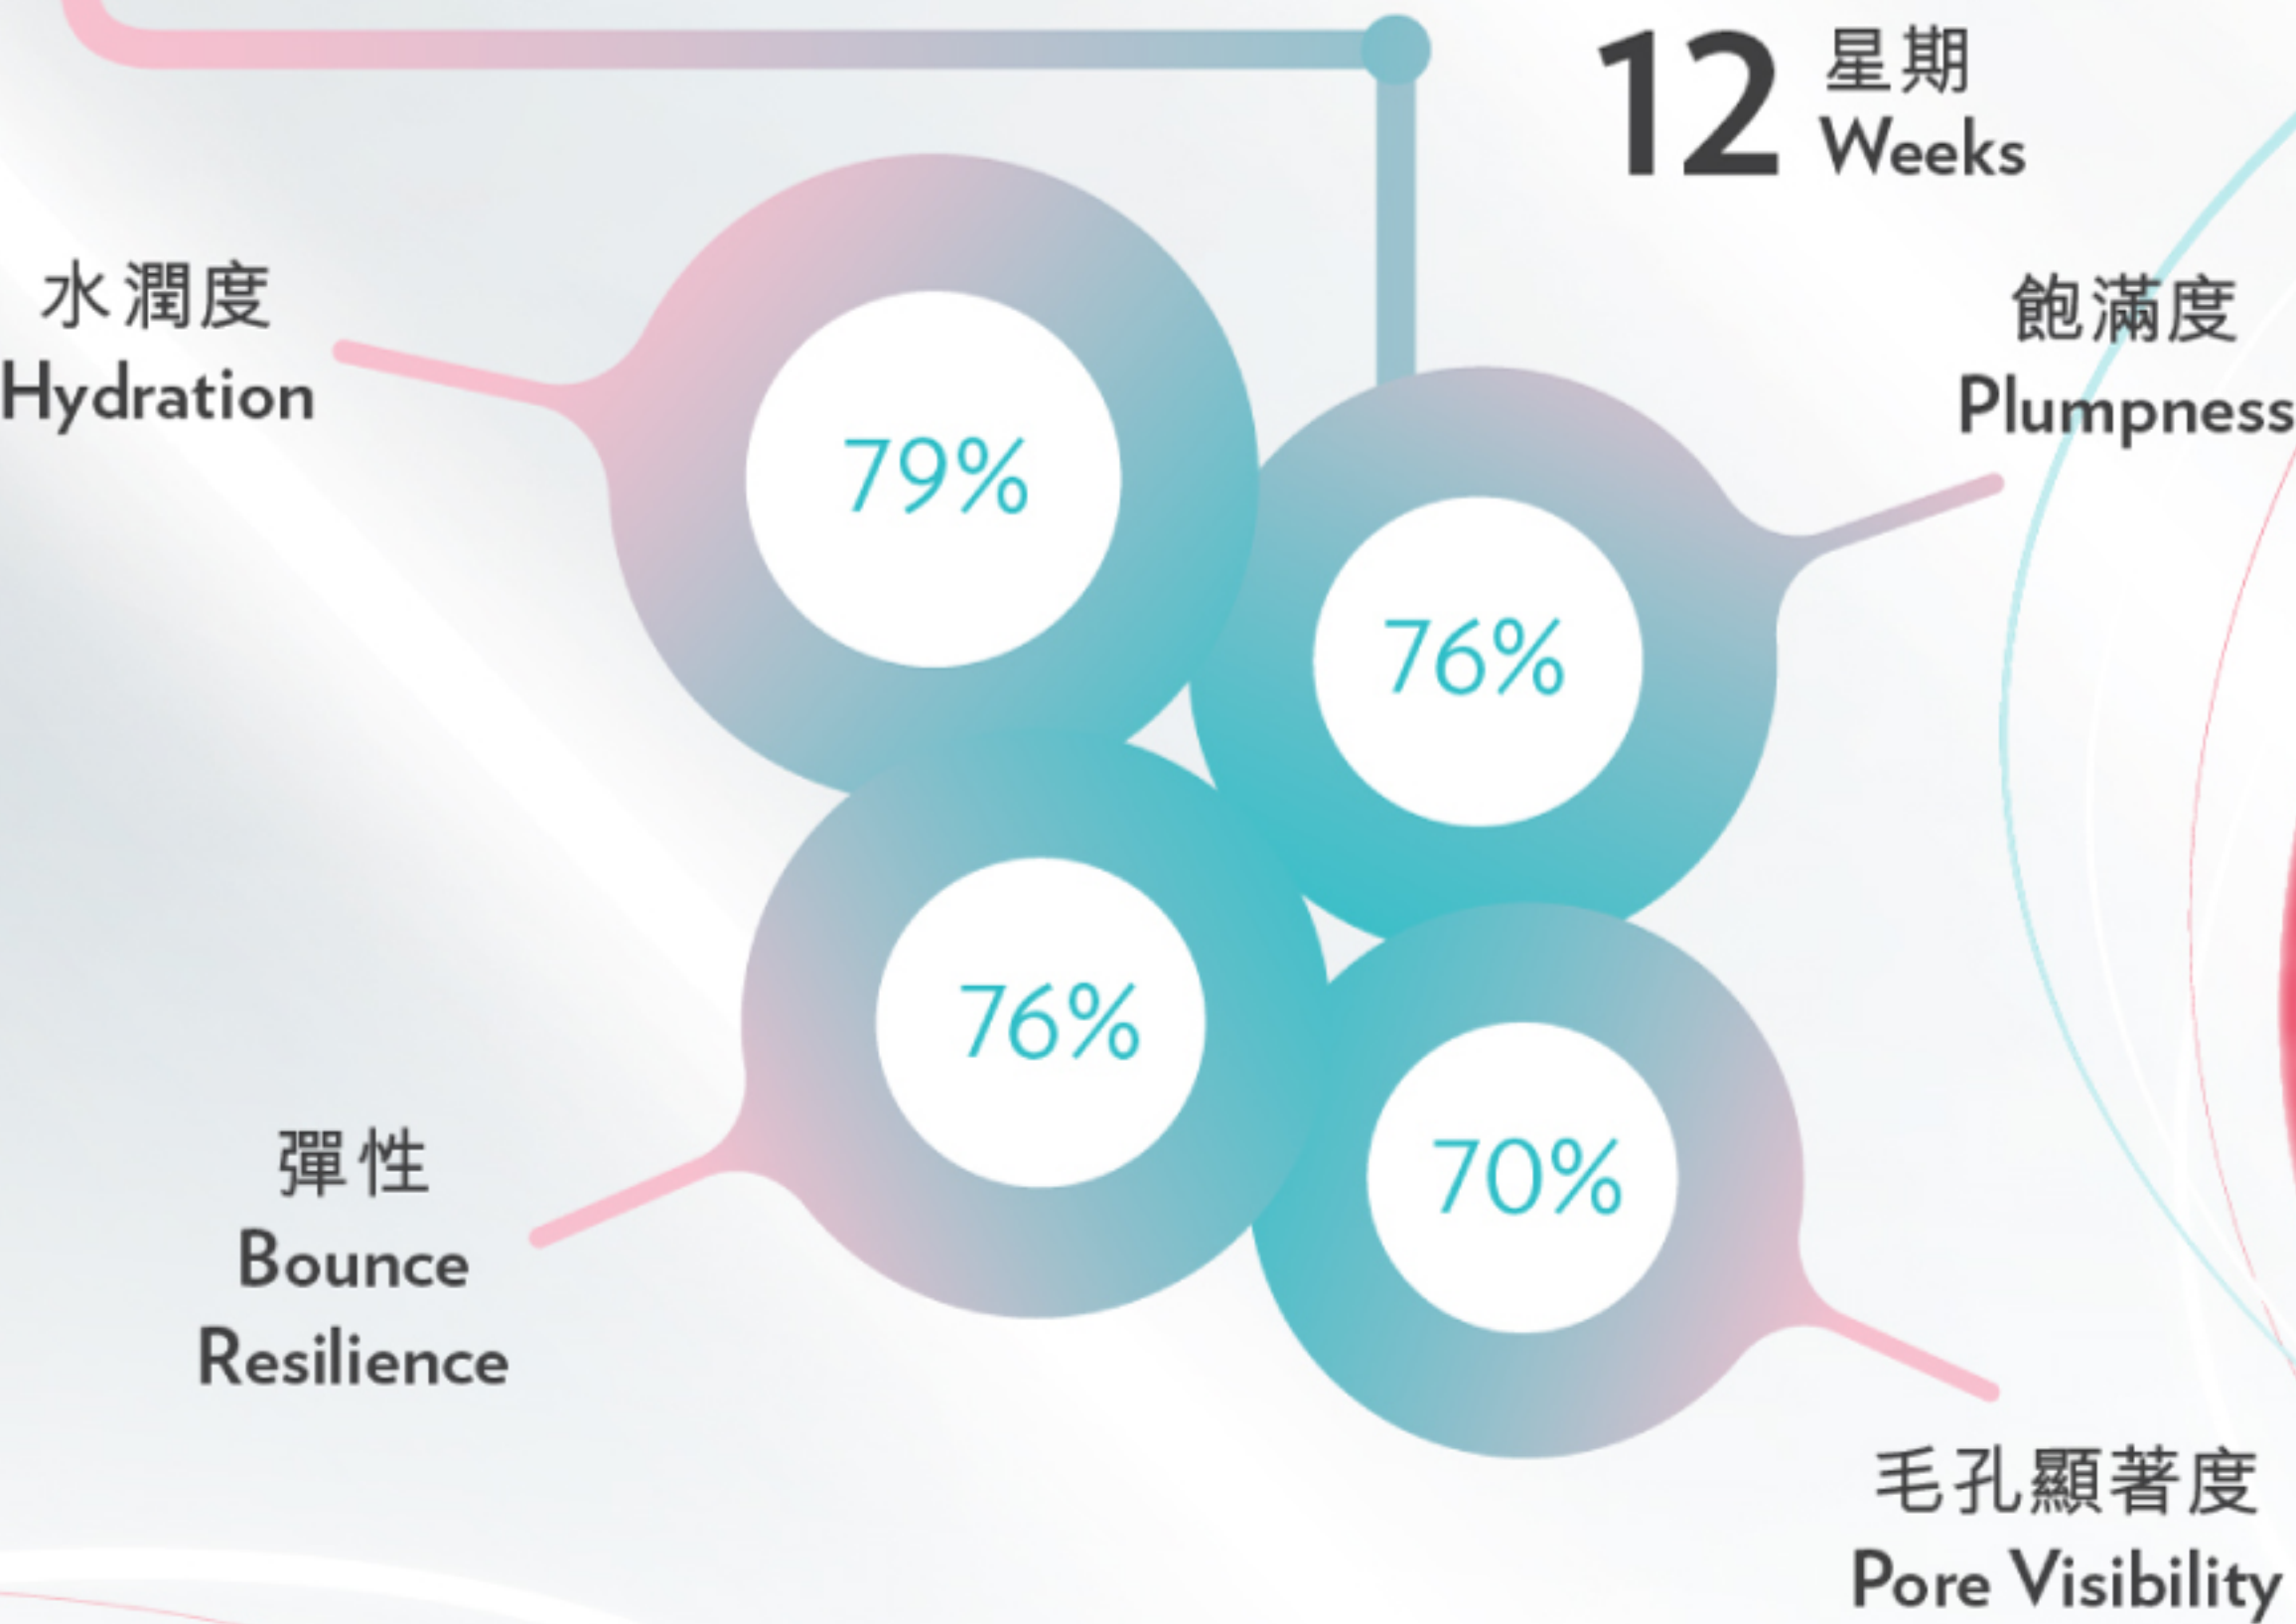 12 星期
Weeks
水潤度
Hydration
79%
飽滿度
Plumpness
76%
彈性
Bounce
Resilience
76%
70%
毛孔顯著度
Pore Visibility